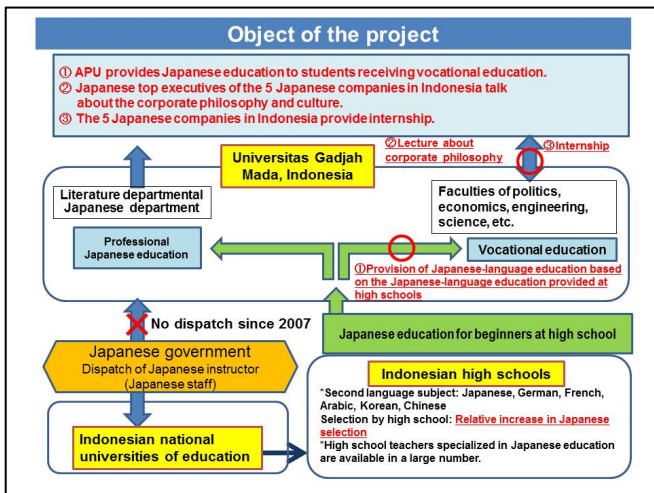 Object of the project
① APU provides Japanese education to students receiving vocational education.
② Japanese top executives of the 5 Japanese companies in Indonesia talk
about the corporate philosophy and culture.
③ The 5 Japanese companies in Indonesia provide internship.
②Lecture about
corporate philosophy
③Internship
Universitas Gadjah
Mada, Indonesia
Literature departmental
Japanese department
Faculties of politics,
economics, engineering,
science, etc.
Professional
Japanese education
Vocational education
①Provision of Japanese-language education based
on the Japanese-language education provided at
high schools
No dispatch since 2007
Japanese education for beginners at high school
Japanese government
Dispatch of Japanese instructor
(Japanese staff)
Indonesian high schools
*Second language subject: Japanese, German, French,
Arabic, Korean, Chinese
Selection by high school: Relative increase in Japanese
selection
*High school teachers specialized in Japanese education
are available in a large number.
Indonesian national
universities of education